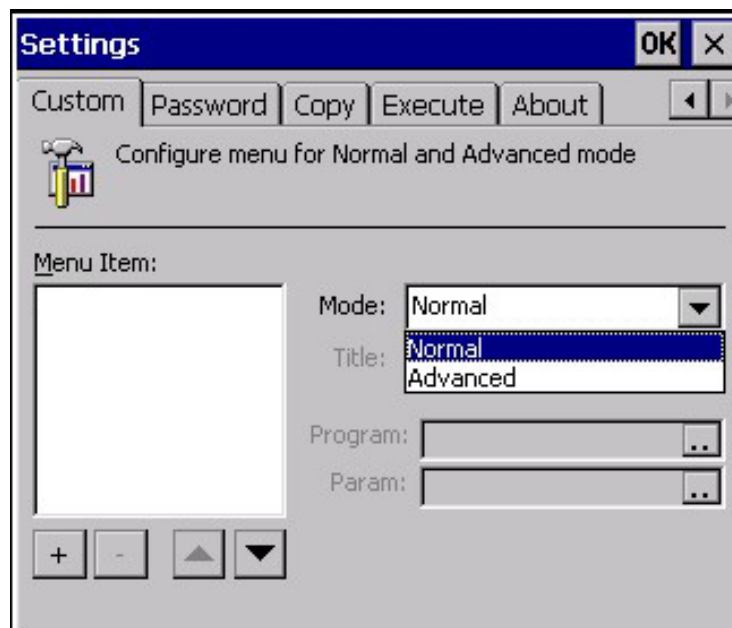 Settings OK ×
Custom Password Copy Execute About
Configure menu for Normal and Advanced mode
Menu Item:
Mode: Normal
Title: Normal
Advanced
Program: ..
Param: ..
+ -